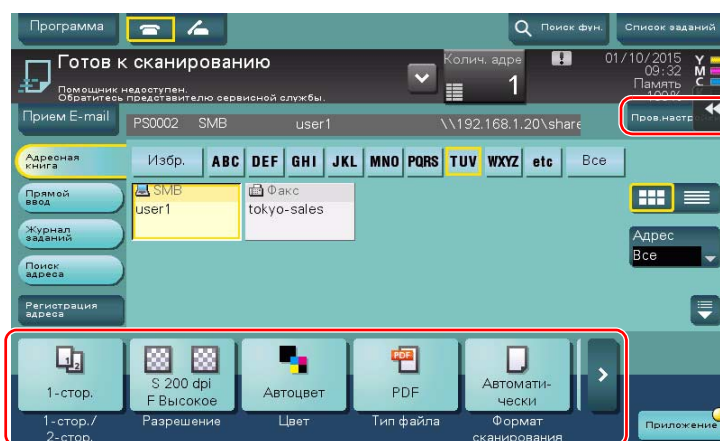 Программа
Поиск фун.
Список заданий
Готов к сканированию
Колич. адре
1
01/10/2015
09:32
Память
100%
Y
M
C
Помощник недоступен.
Обратитесь представителю сервисной службы.
Прием E-mail
PS0002 SMB user1 \\192.168.1.20\share
Пров.настр
Адресная
книга
Избр. ABC DEF GHI JKL MNO PQRS TUV WXYZ etc Все
Прямой
ввод
SMB
user1
Факс
tokyo-sales
Журнал
заданий
Поиск
адреса
Регистрация
адреса
Адрес
Все
1-стор.
S 200 dpi
F Высокое
Автоцвет
PDF
PDF
Автомати-
чески
1-стор./
2-стор.
Разрешение
Цвет
Тип файла
Формат
сканирования
Приложение